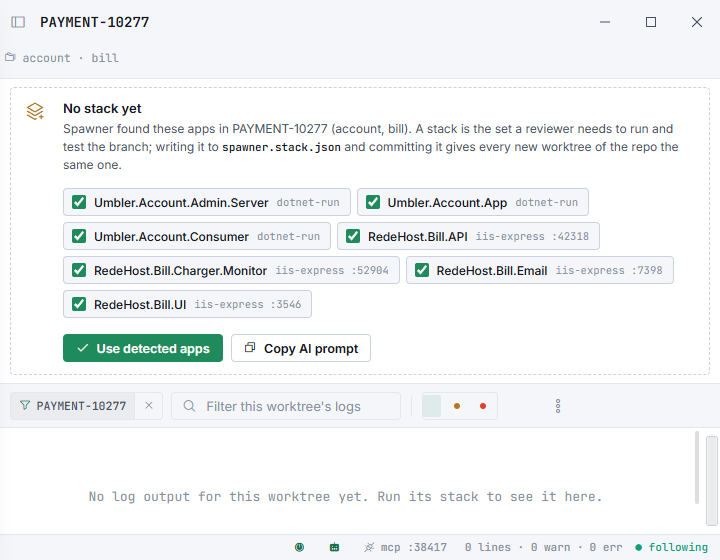 PAYMENT-10277
account · bill
No stack yet
Spawner found these apps in PAYMENT-10277 (account, bill). A stack is the set a reviewer needs to run and
test the branch; writing it to spawner.stack.json and committing it gives every new worktree of the repo the
same one.
Umbler.Account.Admin.Server dotnet-run
Umbler.Account.App dotnet-run
Umbler.Account.Consumer dotnet-run
RedeHost.Bill.API iis-express :42318
RedeHost.Bill.Charger.Monitor iis-express :52904
RedeHost.Bill.Email iis-express :7398
RedeHost.Bill.UI iis-express :3546
Use detected apps
Copy AI prompt
PAYMENT-10277
Filter this worktree's logs
No log output for this worktree yet. Run its stack to see it here.
mcp :38417 0 lines · 0 warn · 0 err following